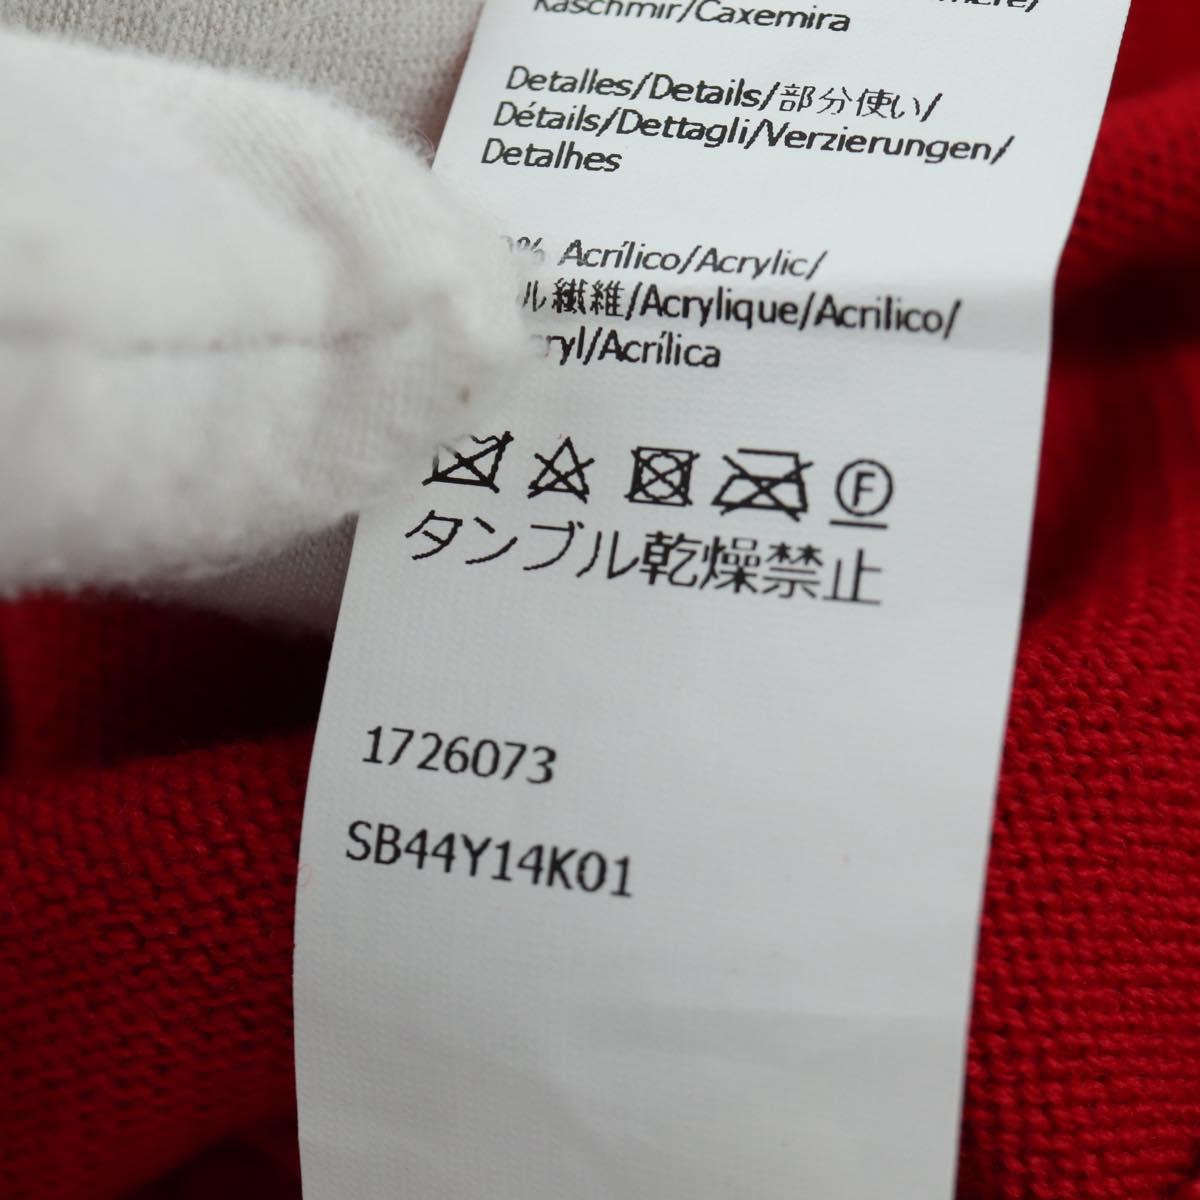 Kaschmir/Caxemira
Detalles/Details/部分使い/
Détails/Dettagli/Verzierungen/
Detalhes
Acrílico/Acrylic/
繊維/Acrylique/Acrilico/
Acrílica
F
タンブル乾燥禁止
1726073
SB44Y14K01